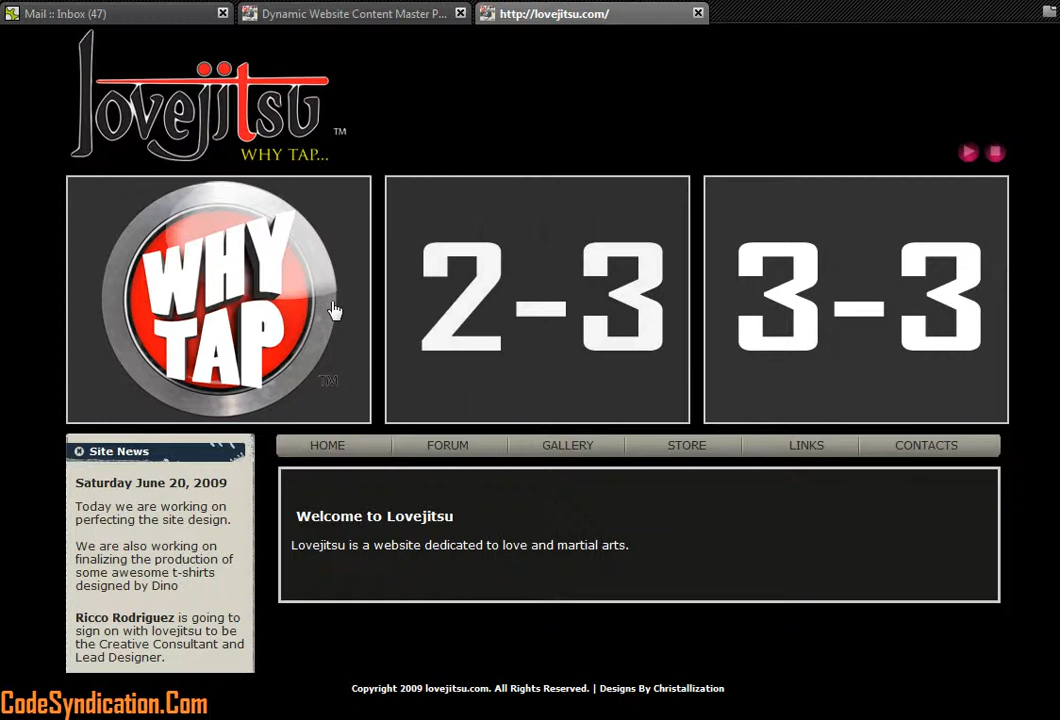 Mail :: Inbox (47)
Dynamic Website Content Master P...
http://lovejitsu.com/
lovejitsu ™
WHY TAP...
WHY
TAP
TM
2-3
3-3
Site News
HOME FORUM GALLERY STORE LINKS CONTACTS
Saturday June 20, 2009
Today we are working on
perfecting the site design.
We are also working on
finalizing the production of
some awesome t-shirts
designed by Dino
Ricco Rodriguez is going to
sign on with lovejitsu to be
the Creative Consultant and
Lead Designer.
Welcome to Lovejitsu
Lovejitsu is a website dedicated to love and martial arts.
Copyright 2009 lovejitsu.com. All Rights Reserved. | Designs By Christallization
CodeSyndication.Com